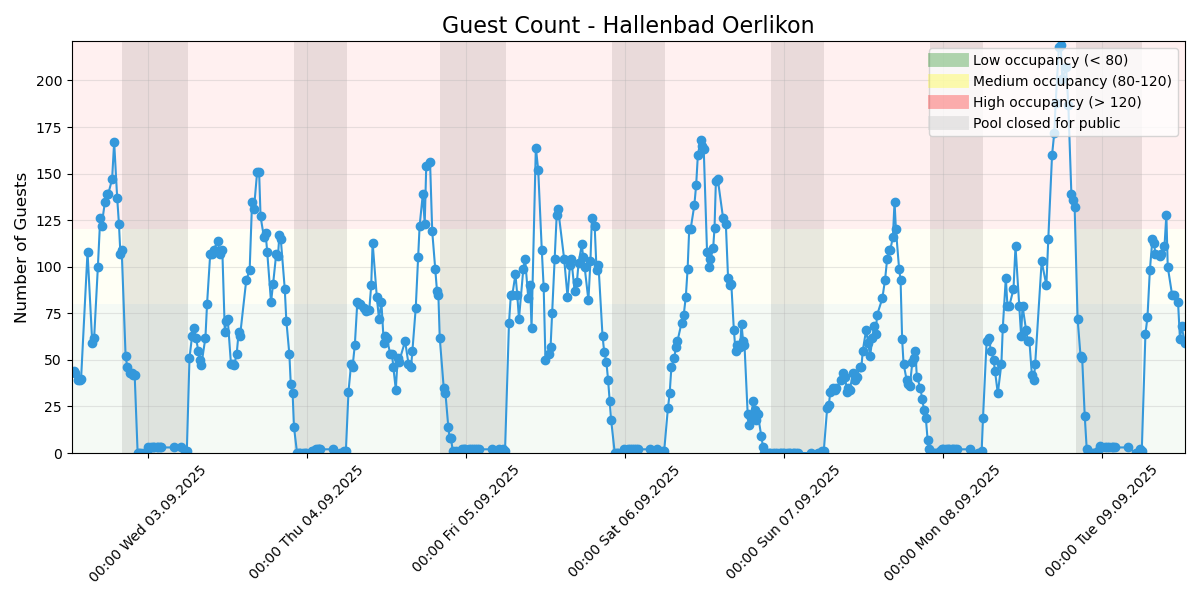 Guest Count - Hallenbad Oerlikon
Number of Guests
200
175
150
125
100
75
50
25
0
Low occupancy (< 80)
Medium occupancy (80-120)
High occupancy (> 120)
Pool closed for public
00:00 Wed 03.09.2025
00:00 Thu 04.09.2025
00:00 Fri 05.09.2025
00:00 Sat 06.09.2025
00:00 Sun 07.09.2025
00:00 Mon 08.09.2025
00:00 Tue 09.09.2025